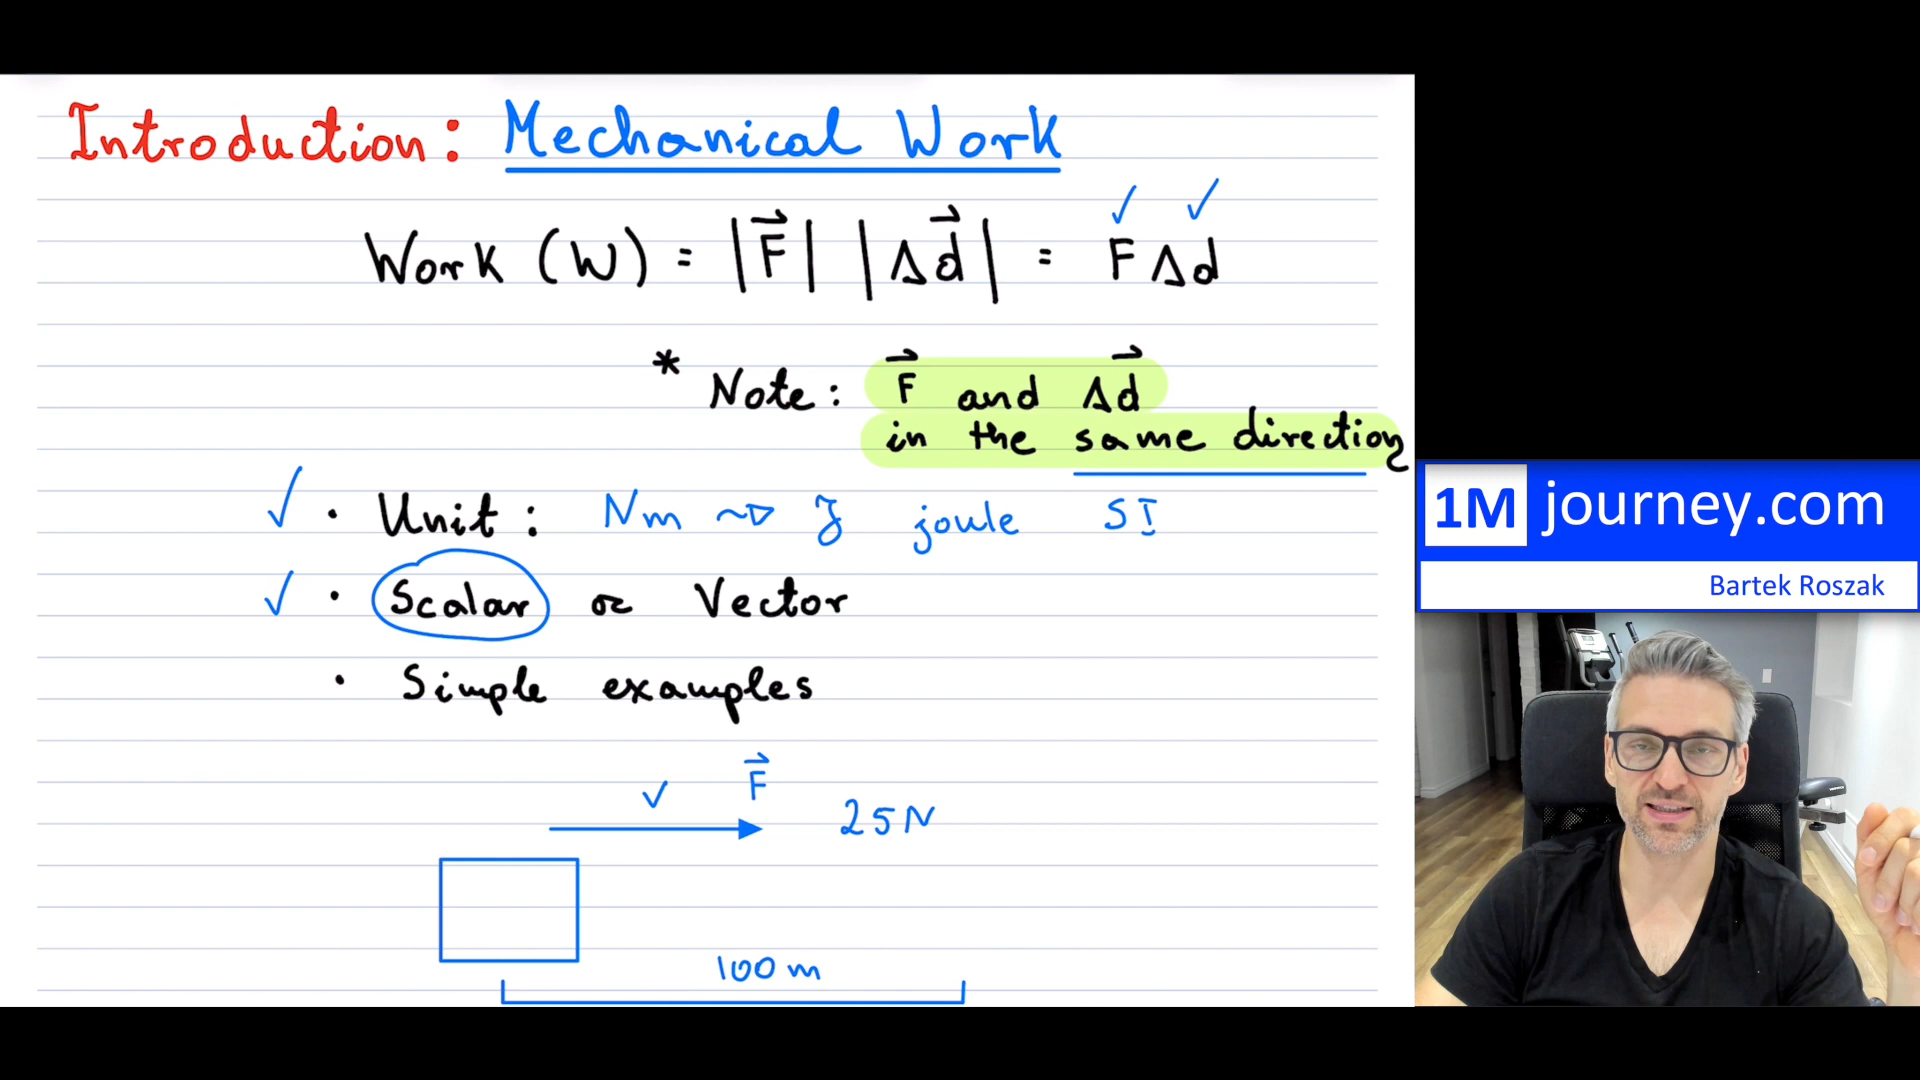 Introduction: Mechanical Work
Work (W) = |F⃗| |Δd⃗| = F Δd
* Note: F⃗ and Δd⃗
in the same direction
• Unit: Nm ⇝ J joule SI
• Scalar or Vector
• Simple examples
F⃗
25N
100 m
1M journey.com
Bartek Roszak